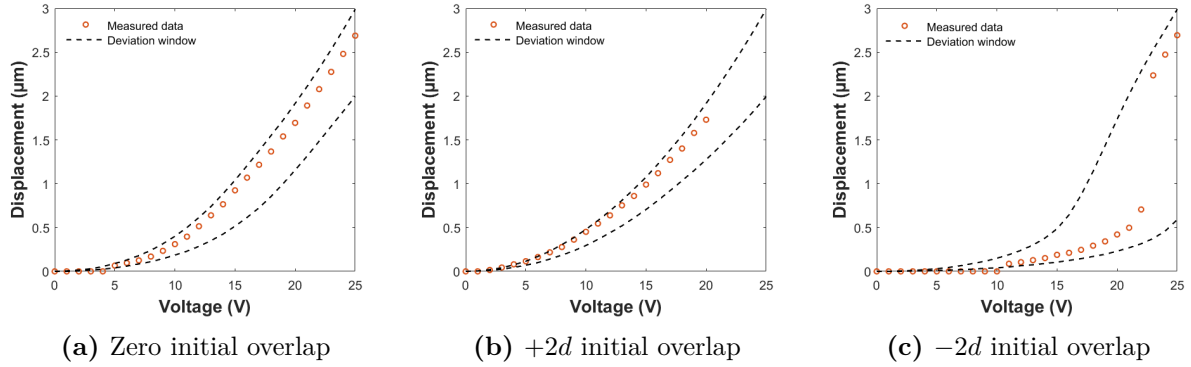 3
2.5
2
1.5
1
0.5
0
Displacement (µm)
Measured data
Deviation window
0 5 10 15 20 25
Voltage (V)
(a) Zero initial overlap
3
2.5
2
1.5
1
0.5
0
Displacement (µm)
Measured data
Deviation window
0 5 10 15 20 25
Voltage (V)
(b) +2d initial overlap
3
2.5
2
1.5
1
0.5
0
Displacement (µm)
Measured data
Deviation window
0 5 10 15 20 25
Voltage (V)
(c) −2d initial overlap